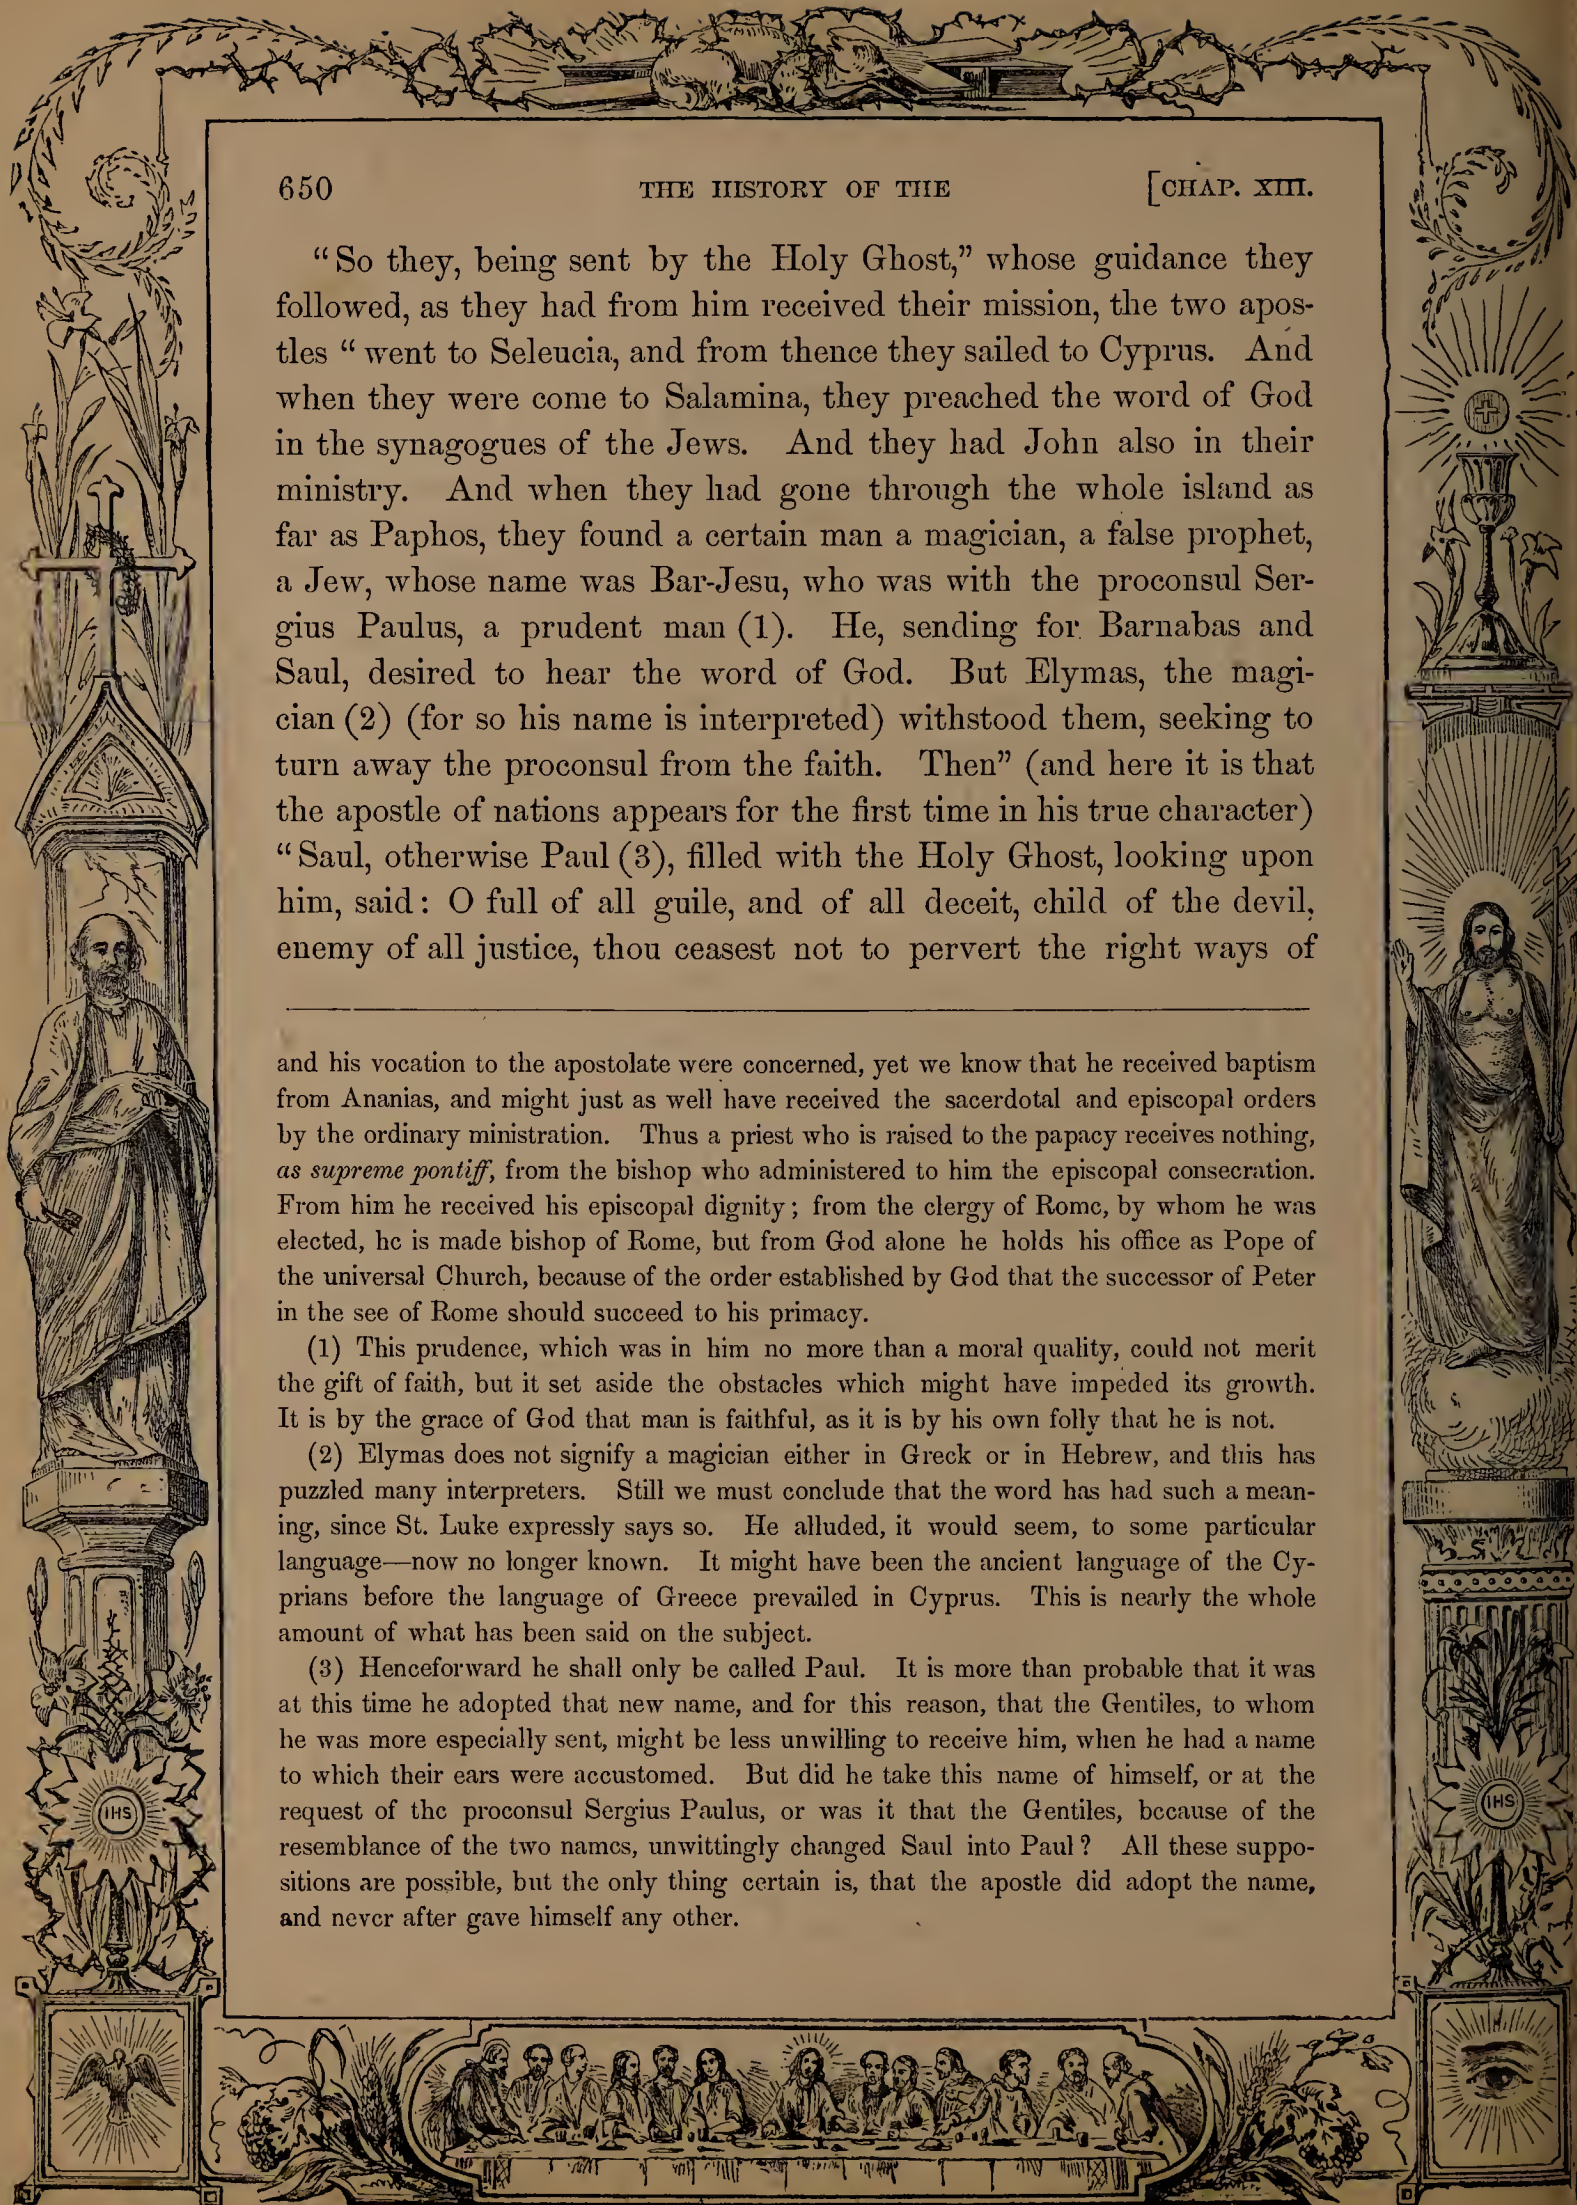 650 THE HISTORY OF THE [CHAP. XIII.
“So they, being sent by the Holy Ghost,” whose guidance they
followed, as they had from him received their mission, the two apos-
tles “ went to Seleucia, and from thence they sailed to Cyprus. And
when they were come to Salamina, they preached the word of God
in the synagogues of the Jews. And they had John also in their
ministry. And when they had gone through the whole island as
far as Paphos, they found a certain man a magician, a false prophet,
a Jew, whose name was Bar-Jesu, who was with the proconsul Ser-
gius Paulus, a prudent man (1). He, sending for Barnabas and
Saul, desired to hear the word of God. But Elymas, the magi-
cian (2) (for so his name is interpreted) withstood them, seeking to
turn away the proconsul from the faith. Then” (and here it is that
the apostle of nations appears for the first time in his true character)
“Saul, otherwise Paul (3), filled with the Holy Ghost, looking upon
him, said: O full of all guile, and of all deceit, child of the devil,
enemy of all justice, thou ceasest not to pervert the right ways of
and his vocation to the apostolate were concerned, yet we know that he received baptism
from Ananias, and might just as well have received the sacerdotal and episcopal orders
by the ordinary ministration. Thus a priest who is raised to the papacy receives nothing,
as supreme pontiff, from the bishop who administered to him the episcopal consecration.
From him he received his episcopal dignity; from the clergy of Rome, by whom he was
elected, he is made bishop of Rome, but from God alone he holds his office as Pope of
the universal Church, because of the order established by God that the successor of Peter
in the see of Rome should succeed to his primacy.
(1) This prudence, which was in him no more than a moral quality, could not merit
the gift of faith, but it set aside the obstacles which might have impeded its growth.
It is by the grace of God that man is faithful, as it is by his own folly that he is not.
(2) Elymas does not signify a magician either in Greek or in Hebrew, and this has
puzzled many interpreters. Still we must conclude that the word has had such a mean-
ing, since St. Luke expressly says so. He alluded, it would seem, to some particular
language—now no longer known. It might have been the ancient language of the Cy-
prians before the language of Greece prevailed in Cyprus. This is nearly the whole
amount of what has been said on the subject.
(3) Henceforward he shall only be called Paul. It is more than probable that it was
at this time he adopted that new name, and for this reason, that the Gentiles, to whom
he was more especially sent, might be less unwilling to receive him, when he had a name
to which their ears were accustomed. But did he take this name of himself, or at the
request of the proconsul Sergius Paulus, or was it that the Gentiles, because of the
resemblance of the two names, unwittingly changed Saul into Paul? All these suppo-
sitions are possible, but the only thing certain is, that the apostle did adopt the name,
and never after gave himself any other.
IHS
IHS